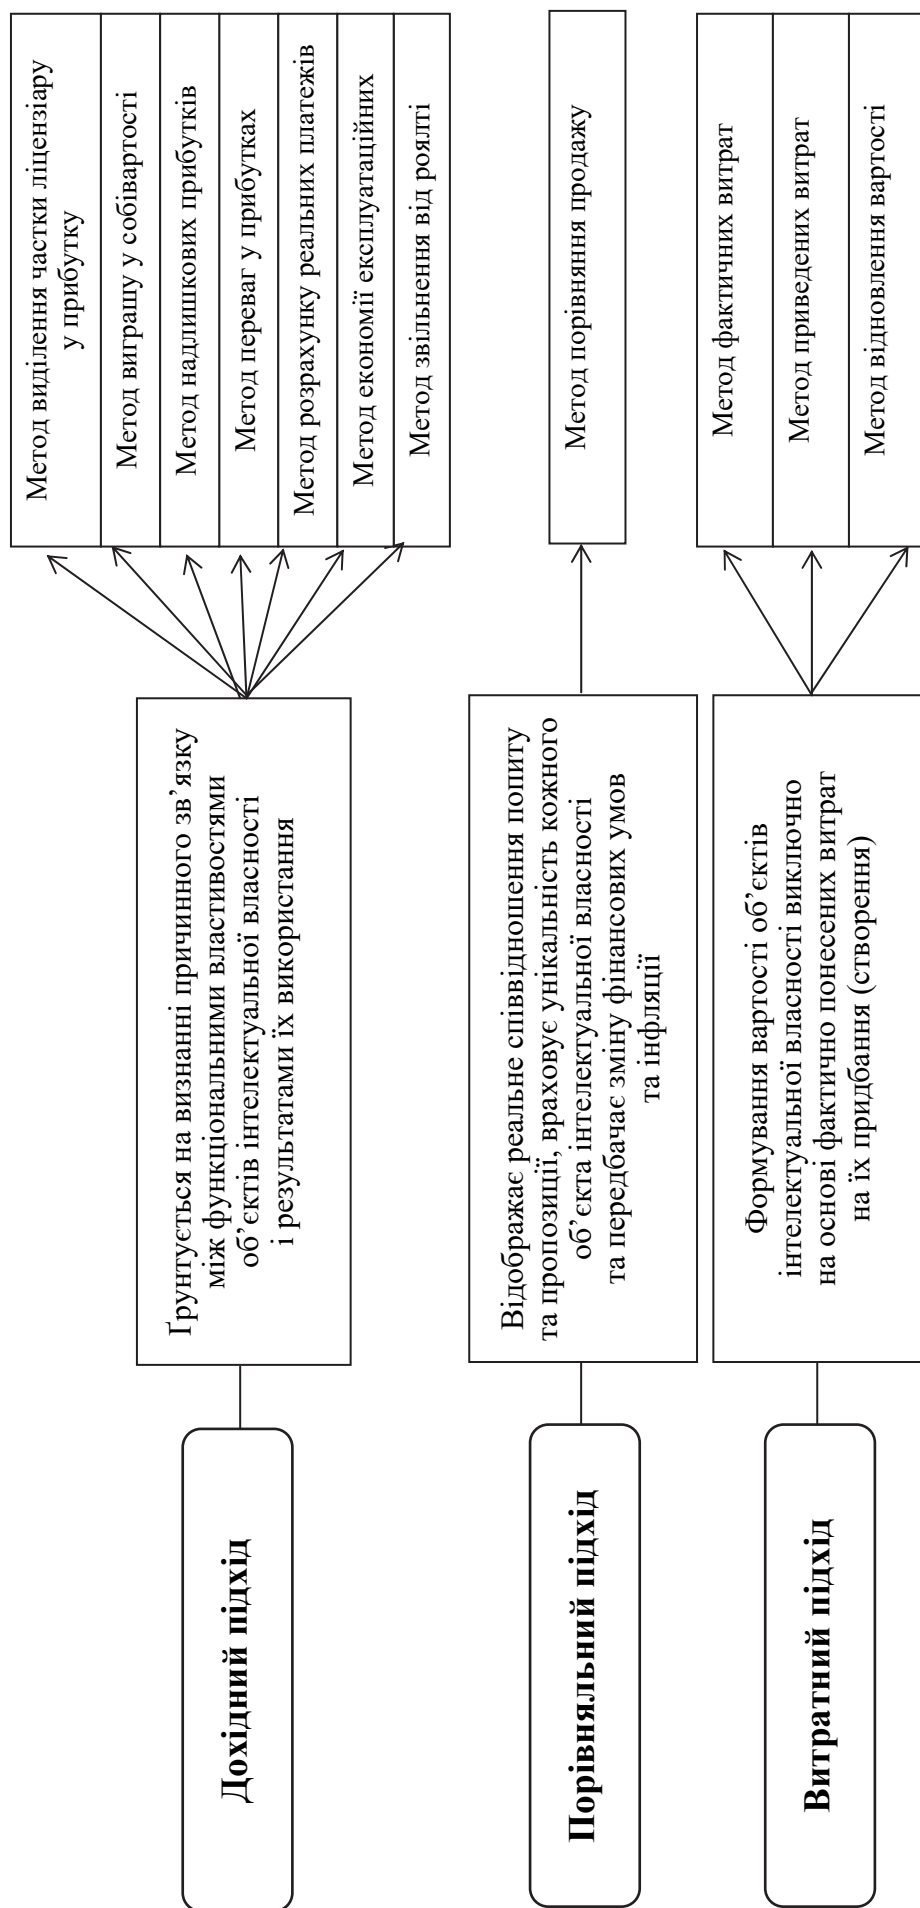 Дохідний підхід
Ґрунтується на визнанні причинного зв’язку
між функціональними властивостями
об’єктів інтелектуальної власності
і результатами їх використання
Метод виділення частки ліцензіару
у прибутку
Метод виграшу у собівартості
Метод надлишкових прибутків
Метод переваг у прибутках
Метод розрахунку реальних платежів
Метод економії експлуатаційних
Метод звільнення від роялті
Порівняльний підхід
Відображає реальне співвідношення попиту
та пропозиції, враховує унікальність кожного
об’єкта інтелектуальної власності
та передбачає зміну фінансових умов
та інфляції
Метод порівняння продажу
Витратний підхід
Формування вартості об’єктів
інтелектуальної власності виключно
на основі фактично понесених витрат
на їх придбання (створення)
Метод фактичних витрат
Метод приведених витрат
Метод відновлення вартості